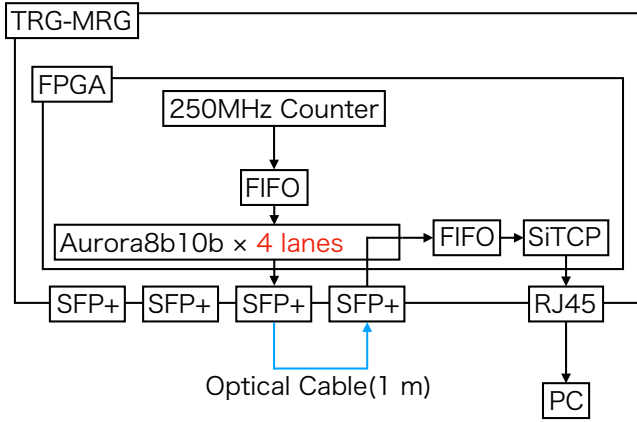 TRG-MRG
FPGA
250MHz Counter
FIFO
Aurora8b10b × 4 lanes
FIFO
SiTCP
SFP+
SFP+
SFP+
SFP+
RJ45
Optical Cable(1 m)
PC